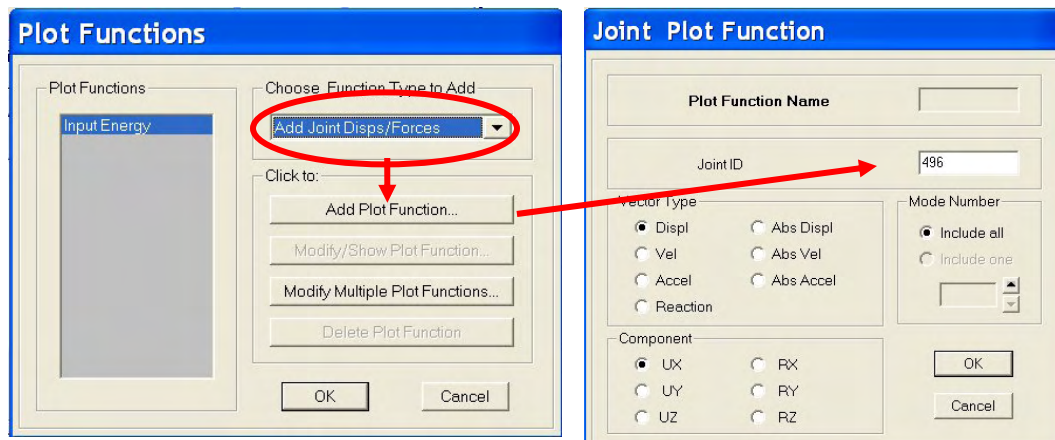 Plot Functions
Plot Functions
Input Energy
Choose Function Type to Add
Add Joint Disps/Forces
Click to:
Add Plot Function...
Modify/Show Plot Function...
Modify Multiple Plot Functions...
Delete Plot Function
OK
Cancel
Joint Plot Function
Plot Function Name
Joint ID
496
Vector Type
Displ
Abs Displ
Vel
Abs Vel
Accel
Abs Accel
Reaction
Mode Number
Include all
Include one
Component
UX
RX
UY
RY
UZ
RZ
OK
Cancel